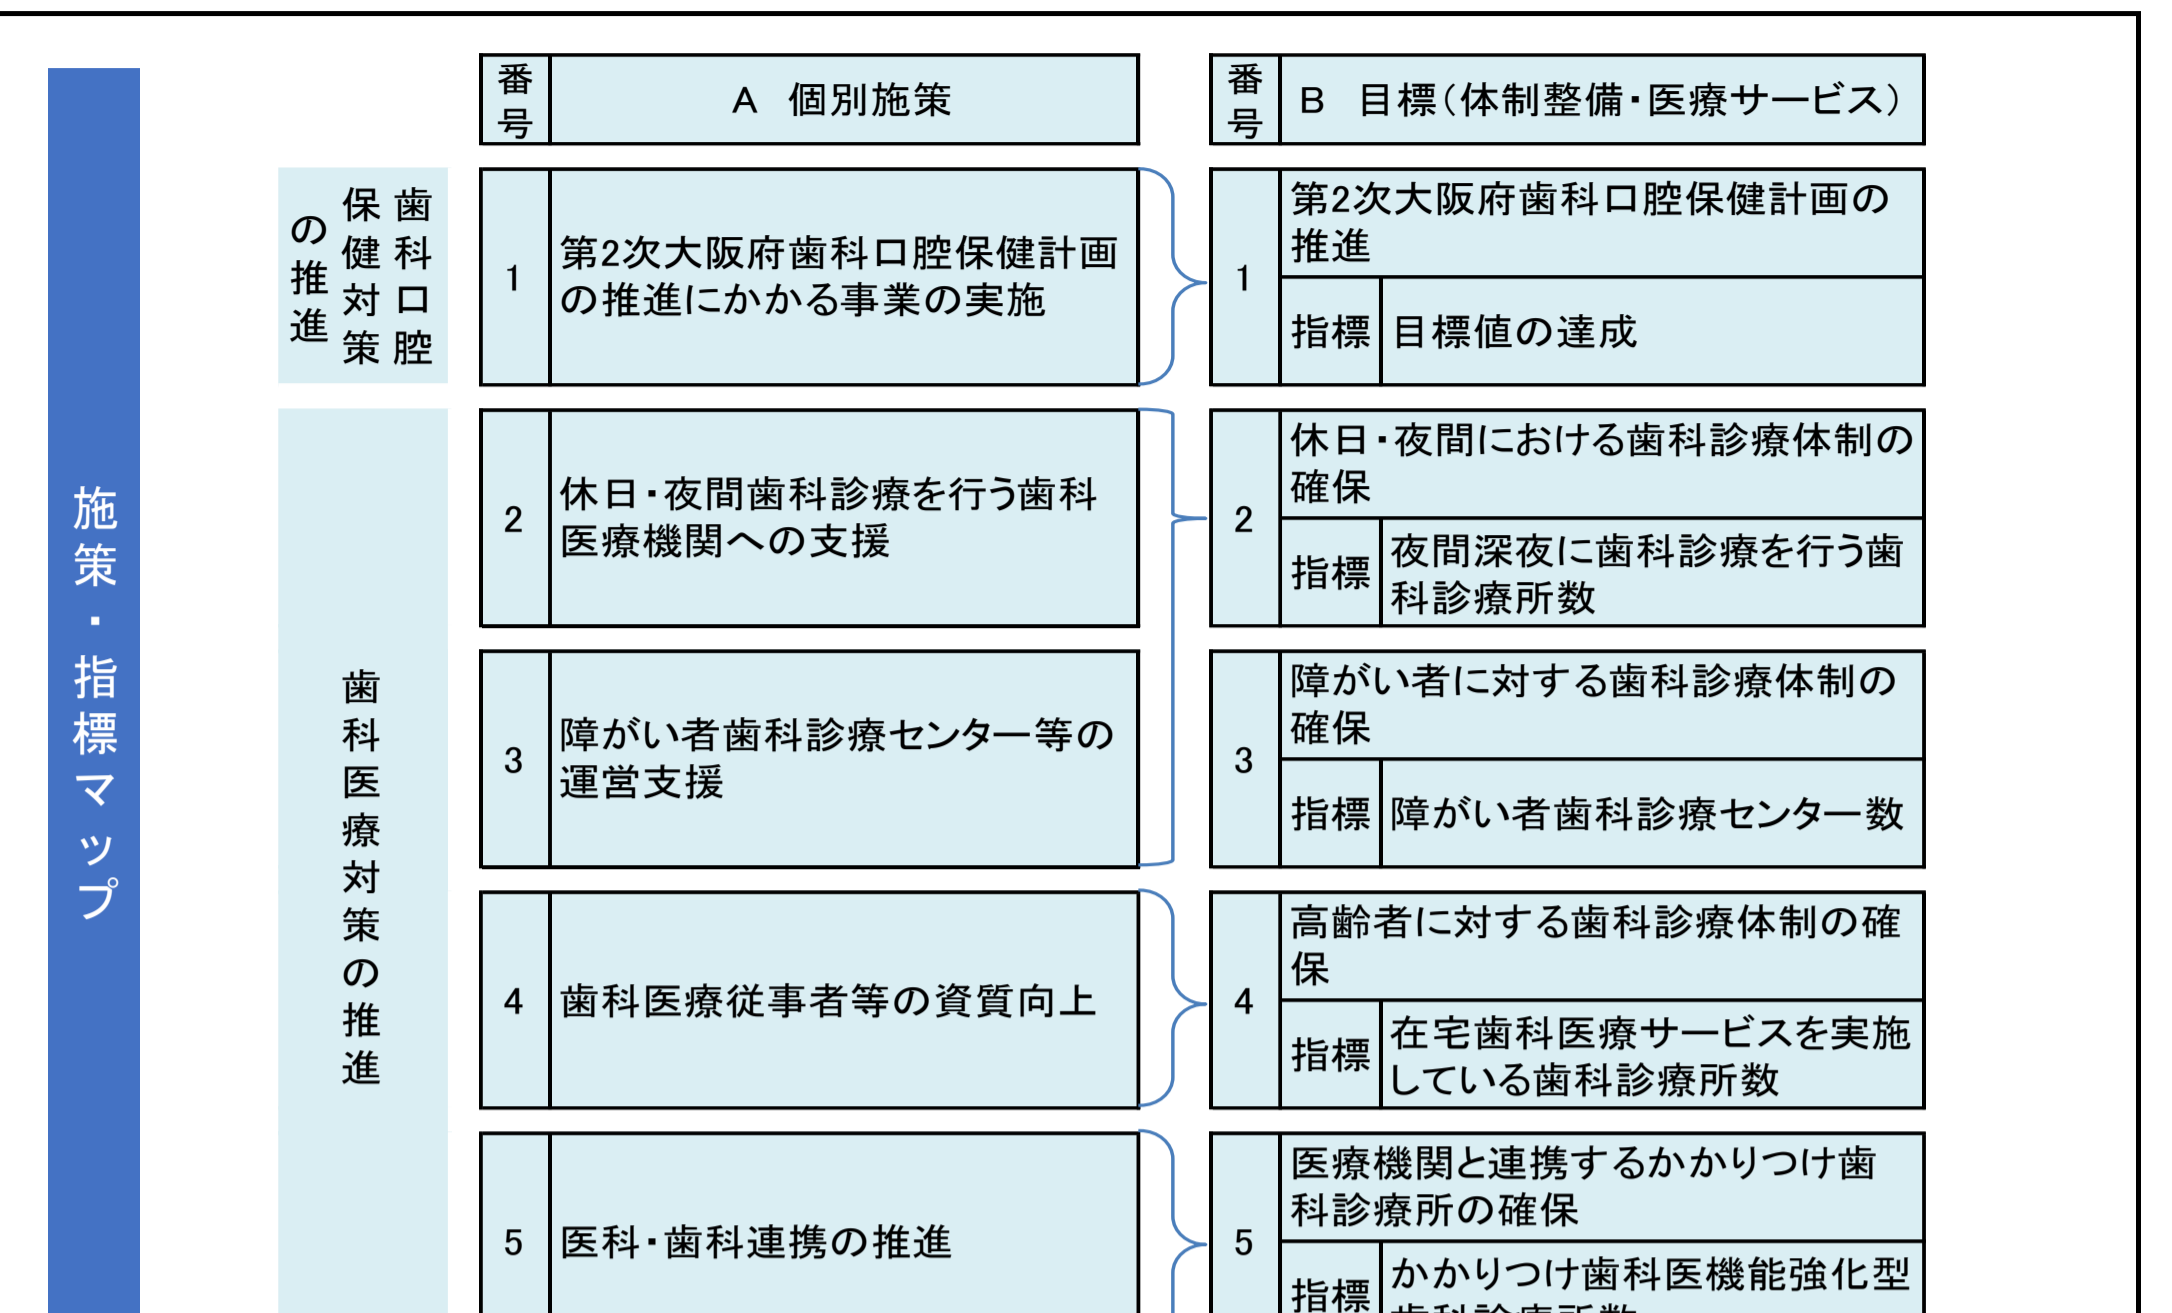 施策・指標マップ
番号
A 個別施策
番号
B 目標(体制整備・医療サービス)
歯科口腔
保健対策
の推進
1
第2次大阪府歯科口腔保健計画
の推進にかかる事業の実施
1
第2次大阪府歯科口腔保健計画の
推進
指標
目標値の達成
歯科医療対策の推進
2
休日・夜間歯科診療を行う歯科
医療機関への支援
2
休日・夜間における歯科診療体制の
確保
指標
夜間深夜に歯科診療を行う歯
科診療所数
3
障がい者歯科診療センター等の
運営支援
3
障がい者に対する歯科診療体制の
確保
指標
障がい者歯科診療センター数
4
歯科医療従事者等の資質向上
4
高齢者に対する歯科診療体制の確
保
指標
在宅歯科医療サービスを実施
している歯科診療所数
5
医科・歯科連携の推進
5
医療機関と連携するかかりつけ歯
科診療所の確保
指標
かかりつけ歯科医機能強化型